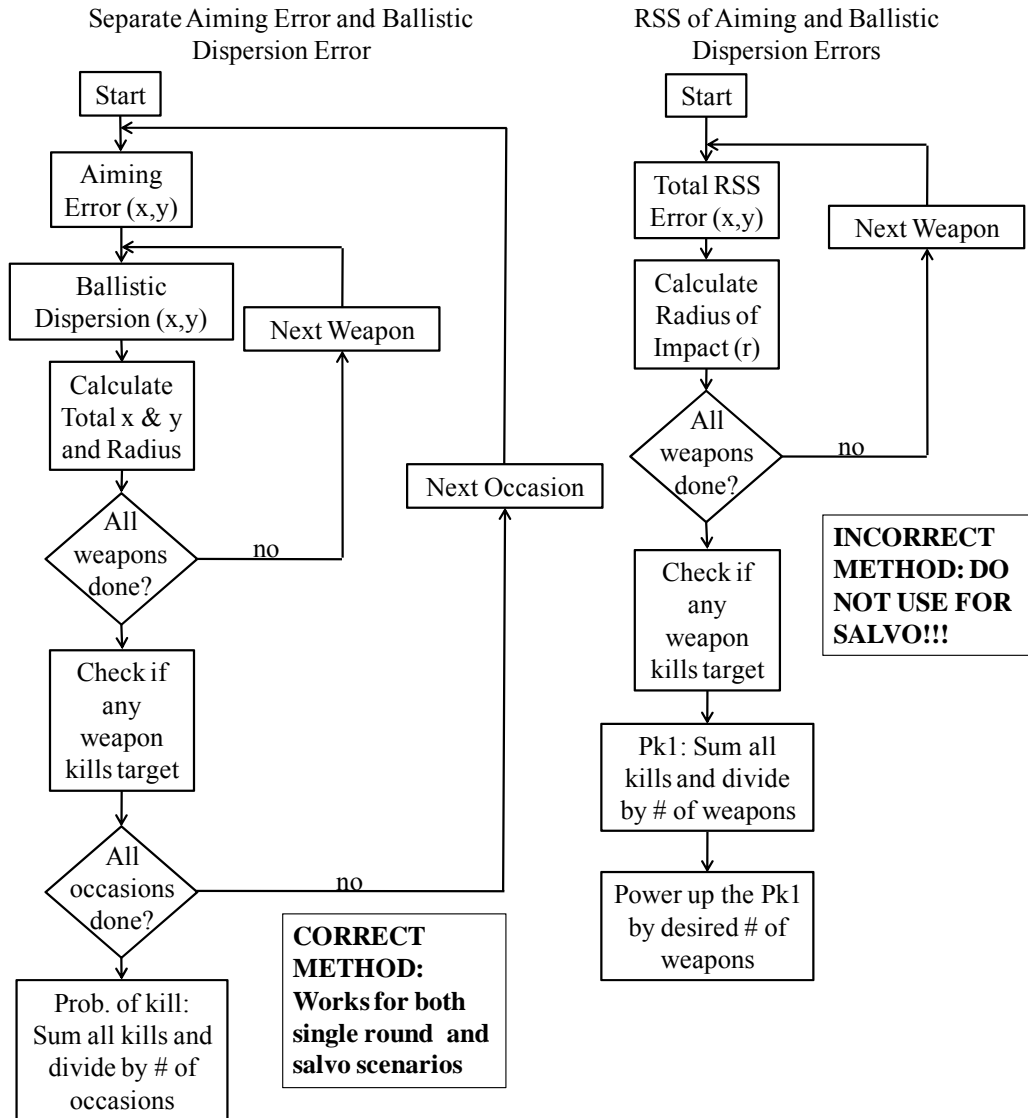 Separate Aiming Error and Ballistic
Dispersion Error
Start
Aiming
Error (x,y)
Ballistic
Dispersion (x,y)
Next Weapon
Calculate
Total x & y
and Radius
All
weapons
done?
no
Next Occasion
Check if
any
weapon
kills target
All
occasions
done?
no
Prob. of kill:
Sum all kills and
divide by # of
occasions
CORRECT
METHOD:
Works for both
single round and
salvo scenarios
RSS of Aiming and Ballistic
Dispersion Errors
Start
Total RSS
Error (x,y)
Next Weapon
Calculate
Radius of
Impact (r)
All
weapons
done?
no
INCORRECT
METHOD: DO
NOT USE FOR
SALVO!!!
Check if
any
weapon
kills target
Pk1: Sum all
kills and divide
by # of weapons
Power up the Pk1
by desired # of
weapons